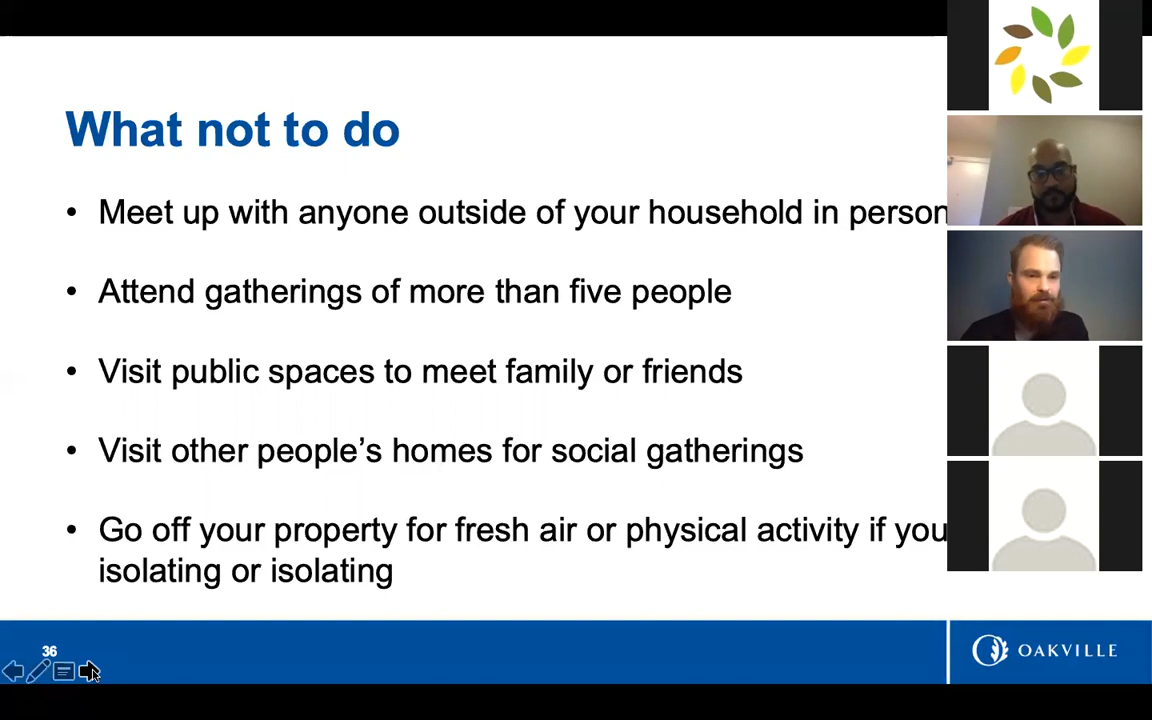 What not to do
• Meet up with anyone outside of your household in person
• Attend gatherings of more than five people
• Visit public spaces to meet family or friends
• Visit other people’s homes for social gatherings
• Go off your property for fresh air or physical activity if you
isolating or isolating
36
OAKVILLE